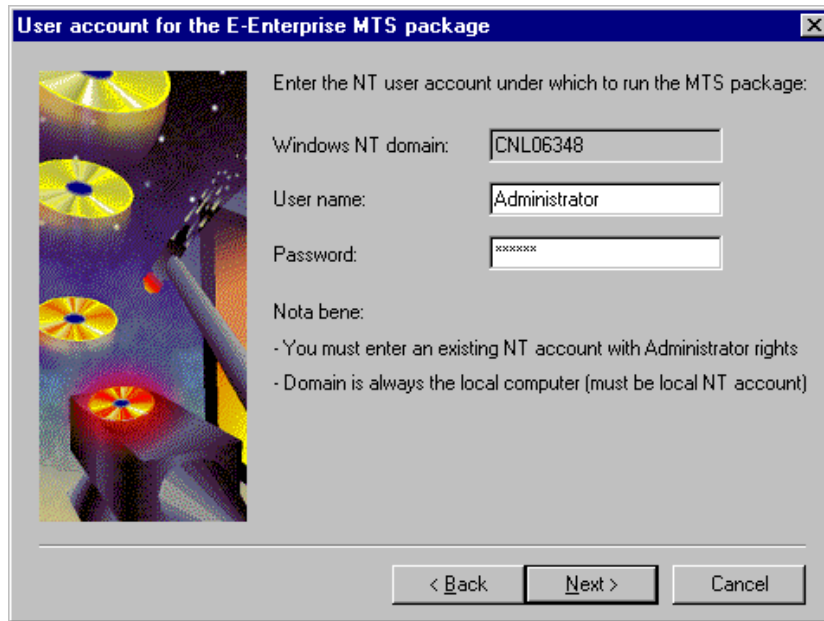 User account for the E-Enterprise MTS package
Enter the NT user account under which to run the MTS package:
Windows NT domain: CNL06348
User name: Administrator
Password: ******
Nota bene:
- You must enter an existing NT account with Administrator rights
- Domain is always the local computer (must be local NT account)
< Back Next > Cancel